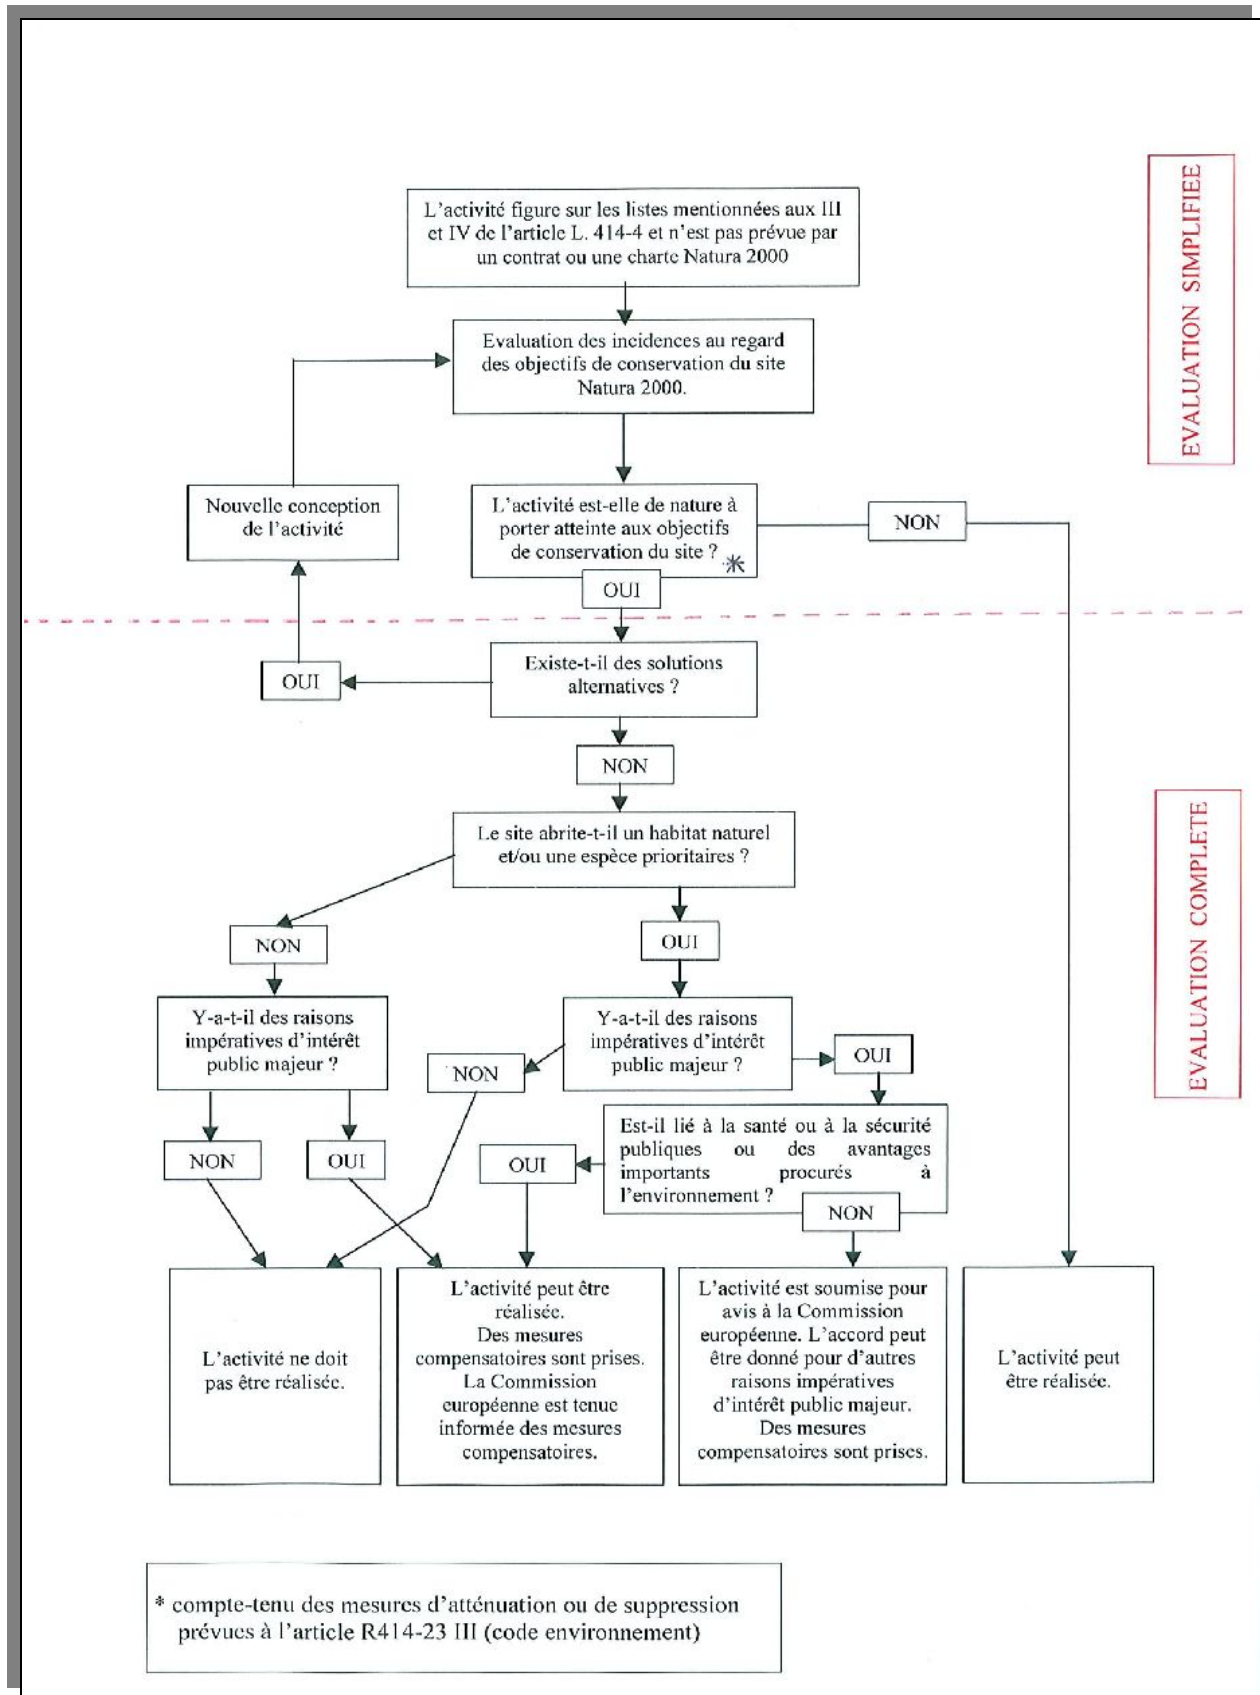 L'activité figure sur les listes mentionnées aux III
et IV de l'article L. 414-4 et n'est pas prévue par
un contrat ou une charte Natura 2000
EVALUATION SIMPLIFIEE
Evaluation des incidences au regard
des objectifs de conservation du site
Natura 2000.
Nouvelle conception
de l'activité
L'activité est-elle de nature à
porter atteinte aux objectifs
de conservation du site ? *
NON
OUI
Existe-t-il des solutions
alternatives ?
OUI
NON
Le site abrite-t-il un habitat naturel
et/ou une espèce prioritaires ?
EVALUATION COMPLETE
NON
OUI
Y-a-t-il des raisons
impératives d'intérêt
public majeur ?
Y-a-t-il des raisons
impératives d'intérêt
public majeur ?
NON
OUI
Est-il lié à la santé ou à la sécurité
publiques ou des avantages
importants procurés à
l'environnement ?
NON
OUI
OUI
NON
L'activité ne doit
pas être réalisée.
L'activité peut être
réalisée.
Des mesures
compensatoires sont prises.
La Commission
européenne est tenue
informée des mesures
compensatoires.
L'activité est soumise pour
avis à la Commission
européenne. L'accord peut
être donné pour d'autres
raisons impératives
d'intérêt public majeur.
Des mesures
compensatoires sont prises.
L'activité peut
être réalisée.
* compte-tenu des mesures d'atténuation ou de suppression
prévues à l'article R414-23 III (code environnement)